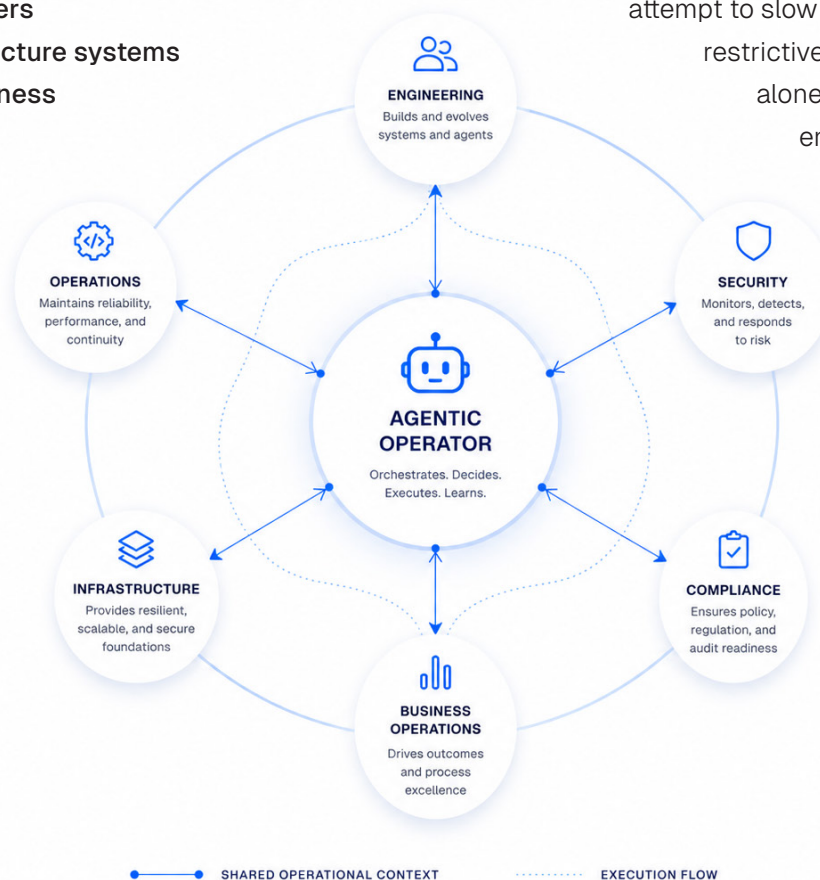 cture systems
attempt to slow
restrictive
alone
ENGINEERING
Builds and evolves
systems and agents
OPERATIONS
Maintains reliability,
performance, and
continuity
SECURITY
Monitors, detects,
and responds
to risk
AGENTIC
OPERATOR
Orchestrates. Decides.
Executes. Learns.
INFRASTRUCTURE
Provides resilient,
scalable, and secure
foundations
COMPLIANCE
Ensures policy,
regulation, and
audit readiness
BUSINESS
OPERATIONS
Drives outcomes
and process
excellence
SHARED OPERATIONAL CONTEXT
EXECUTION FLOW